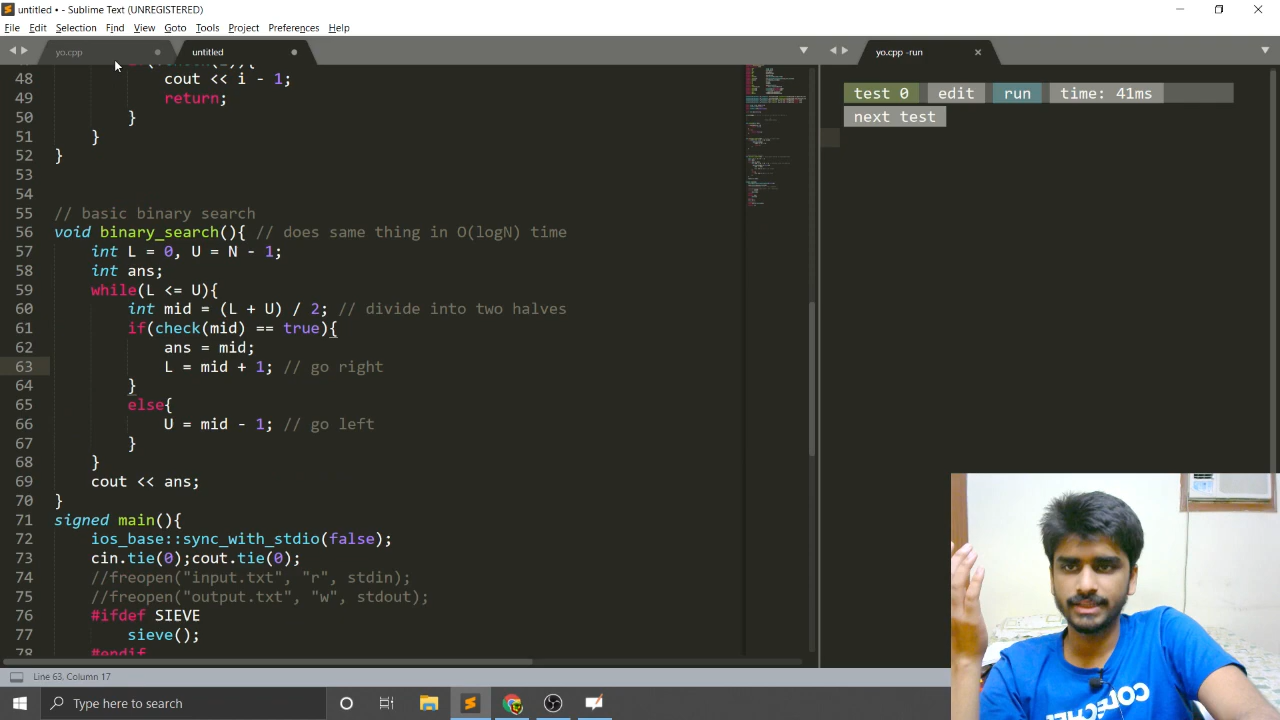 untitled • - Sublime Text (UNREGISTERED)
File Edit Selection Find View Goto Tools Project Preferences Help
yo.cpp untitled yo.cpp -run
48 cout << i - 1;
49 return;
50 }
51 }
52 }
53
54
55 // basic binary search
56 void binary_search(){ // does same thing in O(logN) time
57 int L = 0, U = N - 1;
58 int ans;
59 while(L <= U){
60 int mid = (L + U) / 2; // divide into two halves
61 if(check(mid) == true){
62 ans = mid;
63 L = mid + 1; // go right
64 }
65 else{
66 U = mid - 1; // go left
67 }
68 }
69 cout << ans;
70 }
71 signed main(){
72 ios_base::sync_with_stdio(false);
73 cin.tie(0);cout.tie(0);
74 //freopen("input.txt", "r", stdin);
75 //freopen("output.txt", "w", stdout);
76 #ifdef SIEVE
77 sieve();
78 #endif
test 0 edit run time: 41ms
next test
Line 63, Column 17
Type here to search